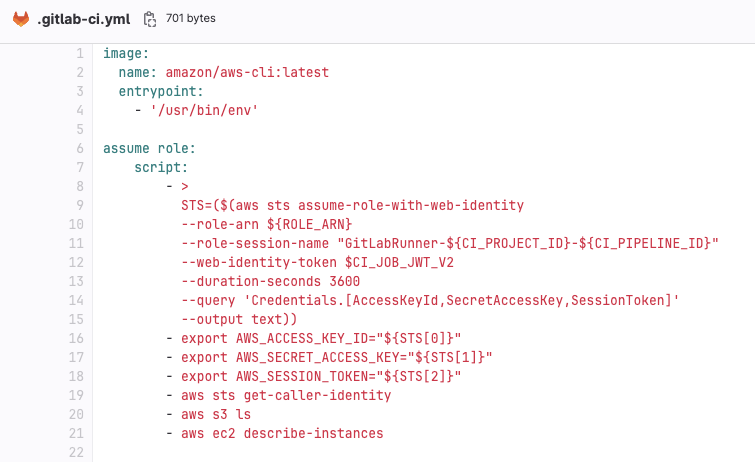 .gitlab-ci.yml 701 bytes
1 image:
2   name: amazon/aws-cli:latest
3   entrypoint:
4     - '/usr/bin/env'
5
6 assume role:
7     script:
8         - >
9           STS=($(aws sts assume-role-with-web-identity
10           --role-arn ${ROLE_ARN}
11           --role-session-name "GitLabRunner-${CI_PROJECT_ID}-${CI_PIPELINE_ID}"
12           --web-identity-token $CI_JOB_JWT_V2
13           --duration-seconds 3600
14           --query 'Credentials.[AccessKeyId,SecretAccessKey,SessionToken]'
15           --output text))
16         - export AWS_ACCESS_KEY_ID="${STS[0]}"
17         - export AWS_SECRET_ACCESS_KEY="${STS[1]}"
18         - export AWS_SESSION_TOKEN="${STS[2]}"
19         - aws sts get-caller-identity
20         - aws s3 ls
21         - aws ec2 describe-instances
22